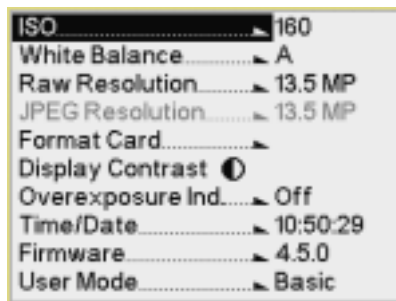 ISO 160
White Balance A
Raw Resolution 13.5 MP
JPEG Resolution 13.5 MP
Format Card
Display Contrast
Overexposure Ind. Off
Time/Date 10:50:29
Firmware 4.5.0
User Mode Basic